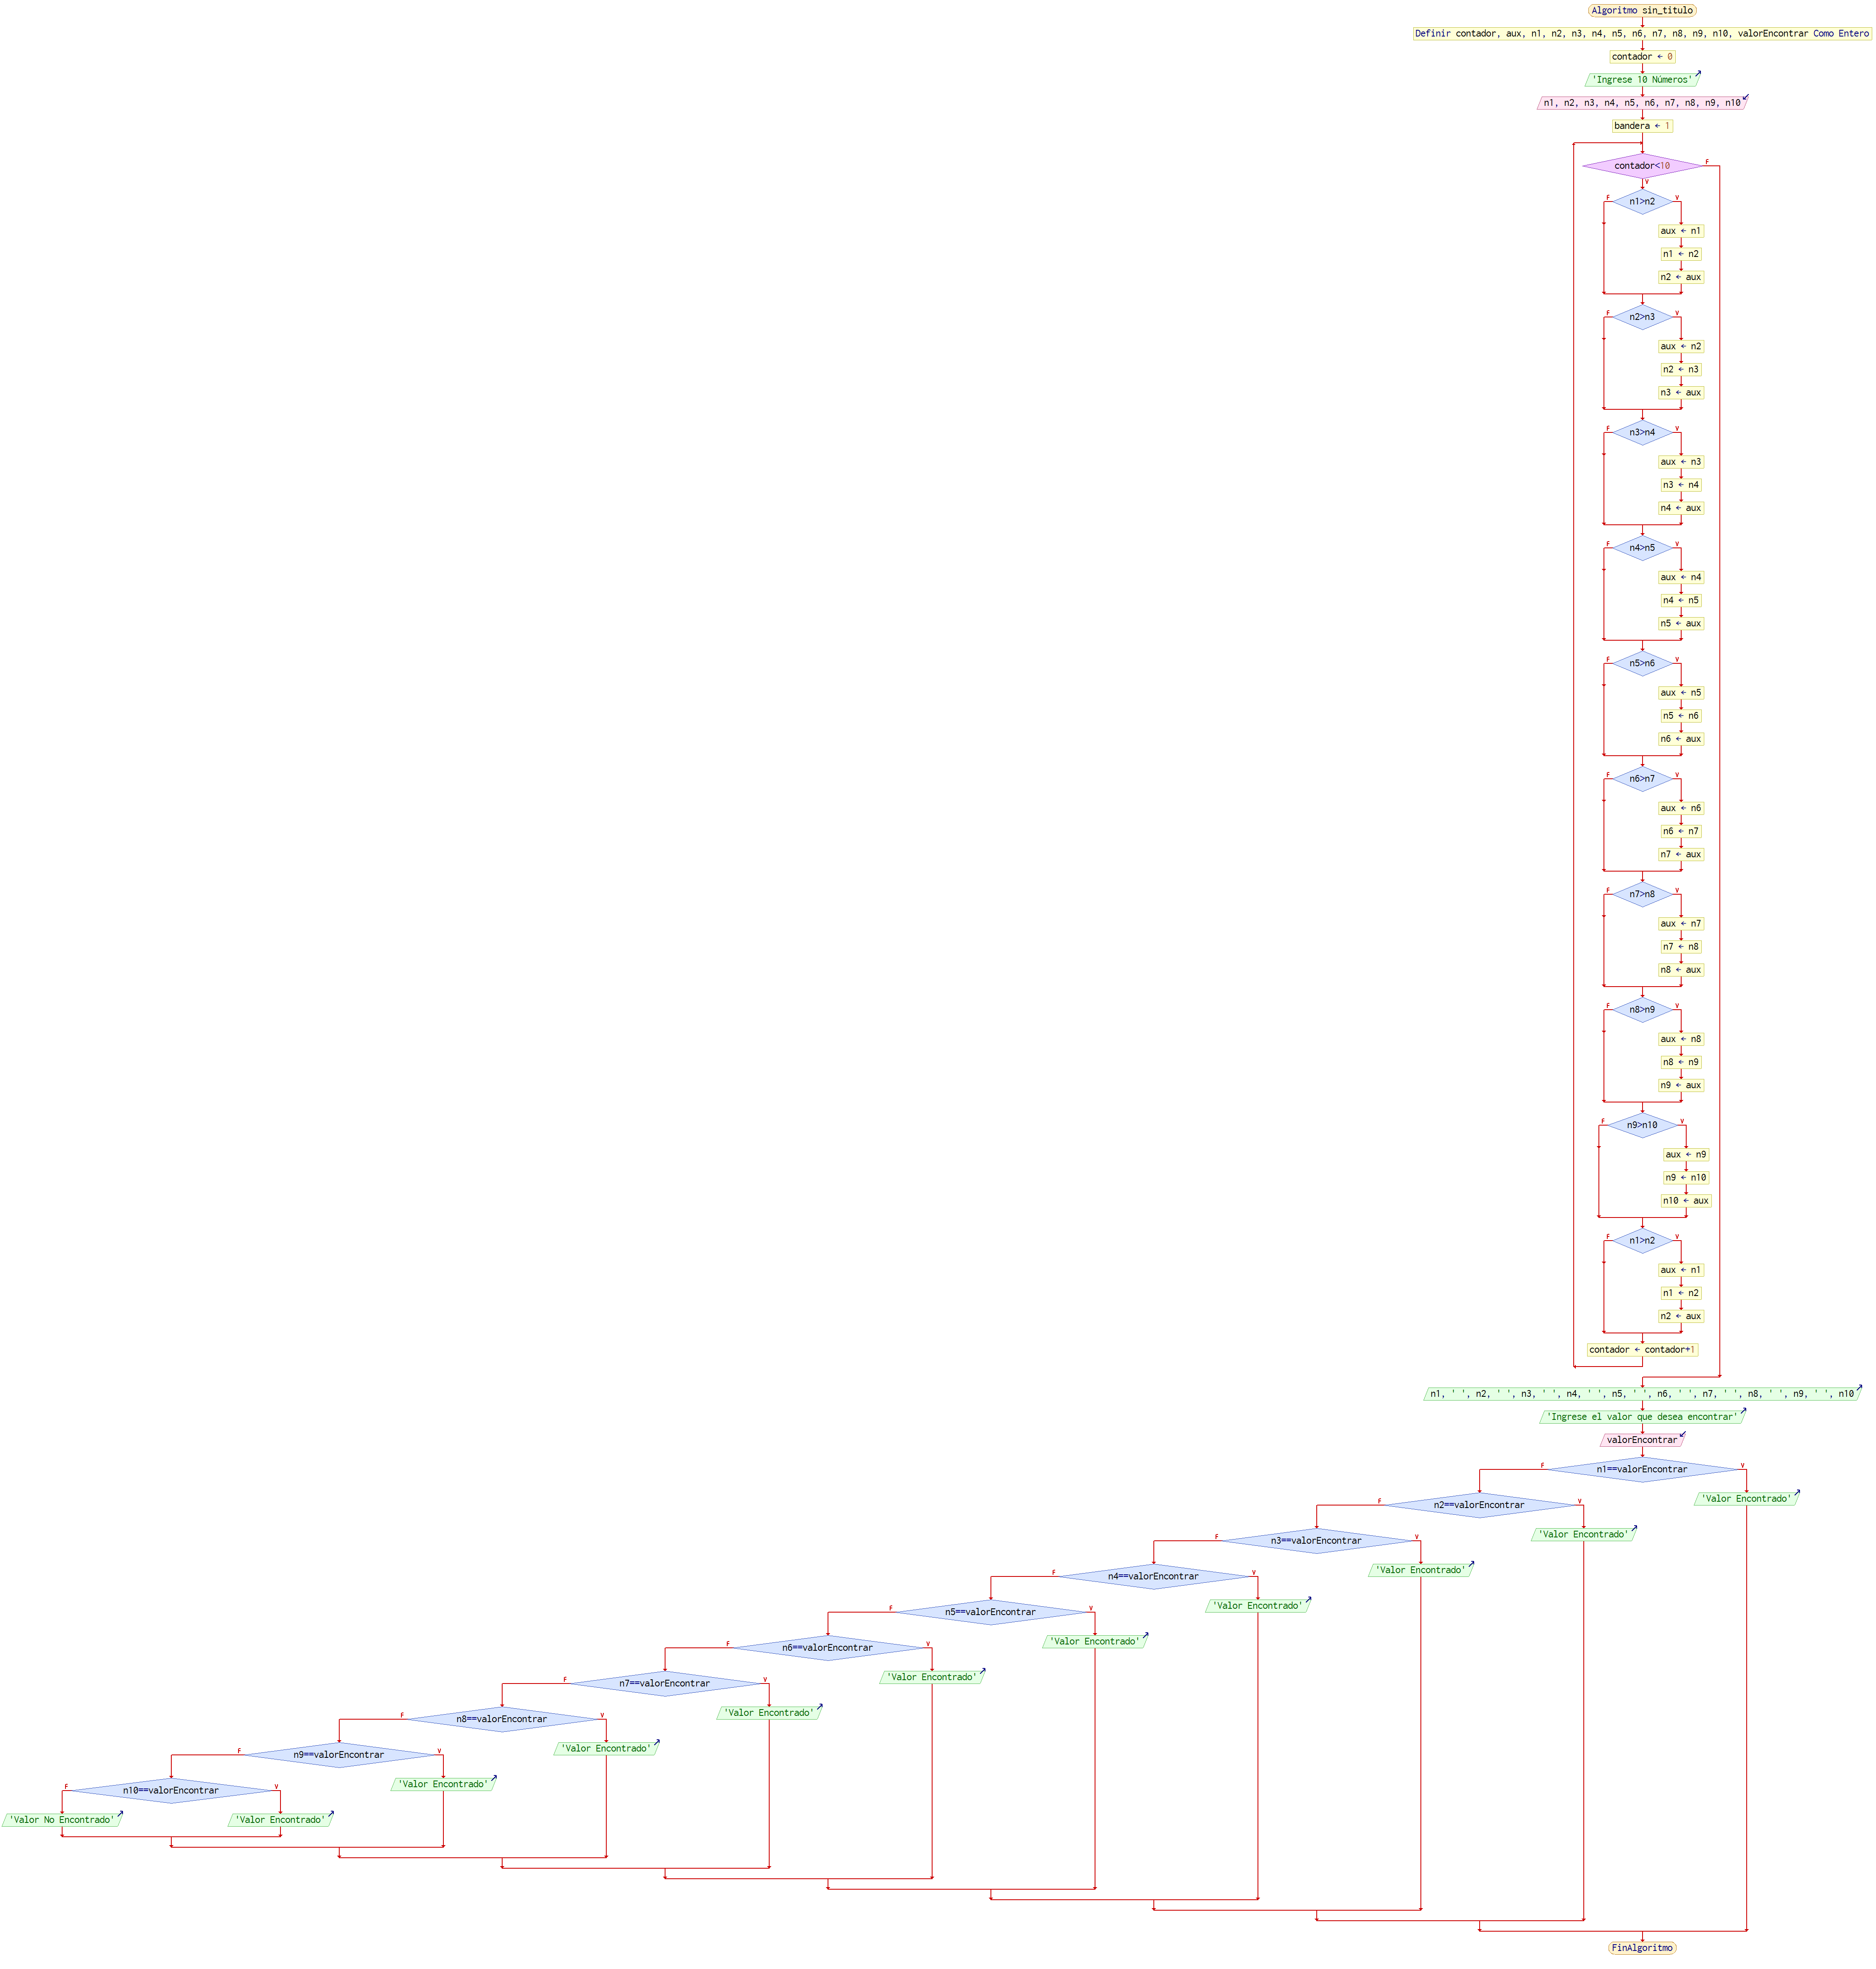 Algoritmo sin_titulo
Definir contador, aux, n1, n2, n3, n4, n5, n6, n7, n8, n9, n10, valorEncontrar Como Entero
contador ← 0
'Ingrese 10 Números'
n1, n2, n3, n4, n5, n6, n7, n8, n9, n10
bandera ← 1
contador<10
F
V
n1>n2
F
V
aux ← n1
n1 ← n2
n2 ← aux
n2>n3
F
V
aux ← n2
n2 ← n3
n3 ← aux
n3>n4
F
V
aux ← n3
n3 ← n4
n4 ← aux
n4>n5
F
V
aux ← n4
n4 ← n5
n5 ← aux
n5>n6
F
V
aux ← n5
n5 ← n6
n6 ← aux
n6>n7
F
V
aux ← n6
n6 ← n7
n7 ← aux
n7>n8
F
V
aux ← n7
n7 ← n8
n8 ← aux
n8>n9
F
V
aux ← n8
n8 ← n9
n9 ← aux
n9>n10
F
V
aux ← n9
n9 ← n10
n10 ← aux
n1>n2
F
V
aux ← n1
n1 ← n2
n2 ← aux
contador ← contador+1
n1, ' ', n2, ' ', n3, ' ', n4, ' ', n5, ' ', n6, ' ', n7, ' ', n8, ' ', n9, ' ', n10
'Ingrese el valor que desea encontrar'
valorEncontrar
n1==valorEncontrar
F
V
'Valor Encontrado'
n2==valorEncontrar
F
V
'Valor Encontrado'
n3==valorEncontrar
F
V
'Valor Encontrado'
n4==valorEncontrar
F
V
'Valor Encontrado'
n5==valorEncontrar
F
V
'Valor Encontrado'
n6==valorEncontrar
F
V
'Valor Encontrado'
n7==valorEncontrar
F
V
'Valor Encontrado'
n8==valorEncontrar
F
V
'Valor Encontrado'
n9==valorEncontrar
F
V
'Valor Encontrado'
n10==valorEncontrar
F
V
'Valor No Encontrado'
'Valor Encontrado'
FinAlgoritmo